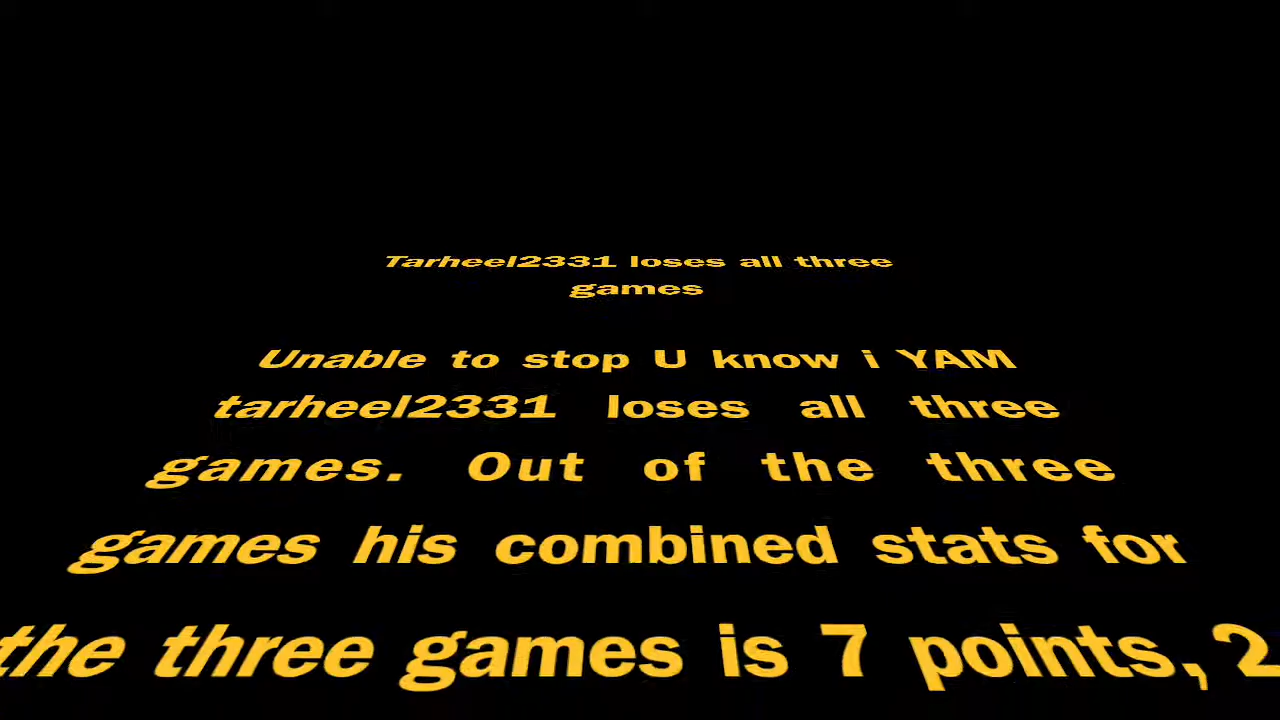 Tarheel2331 loses all three
games
Unable to stop U know i YAM
tarheel2331 loses all three
games. Out of the three
games his combined stats for
the three games is 7 points, 2